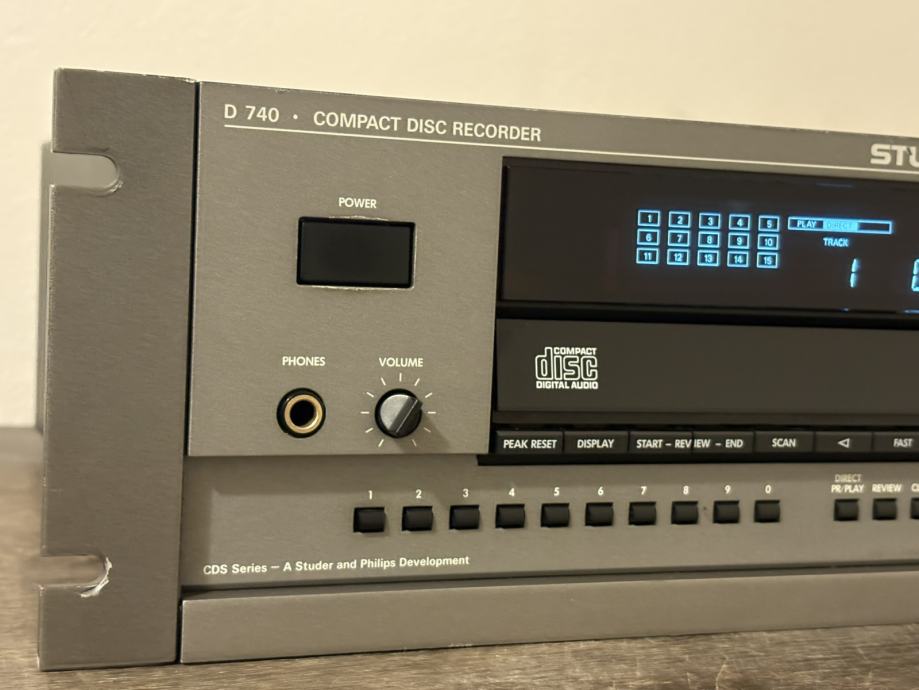 D 740 · COMPACT DISC RECORDER
STU
POWER
1 2 3 4 5
6 7 8 9 10
11 12 13 14 15
PLAY DIRECT
TRACK
1
PHONES
VOLUME
COMPACT
disc
DIGITAL AUDIO
PEAK RESET
DISPLAY
START – REVIEW – END
SCAN
FAST
1 2 3 4 5 6 7 8 9 0
DIRECT
PR/PLAY
REVIEW
CDS Series – A Studer and Philips Development